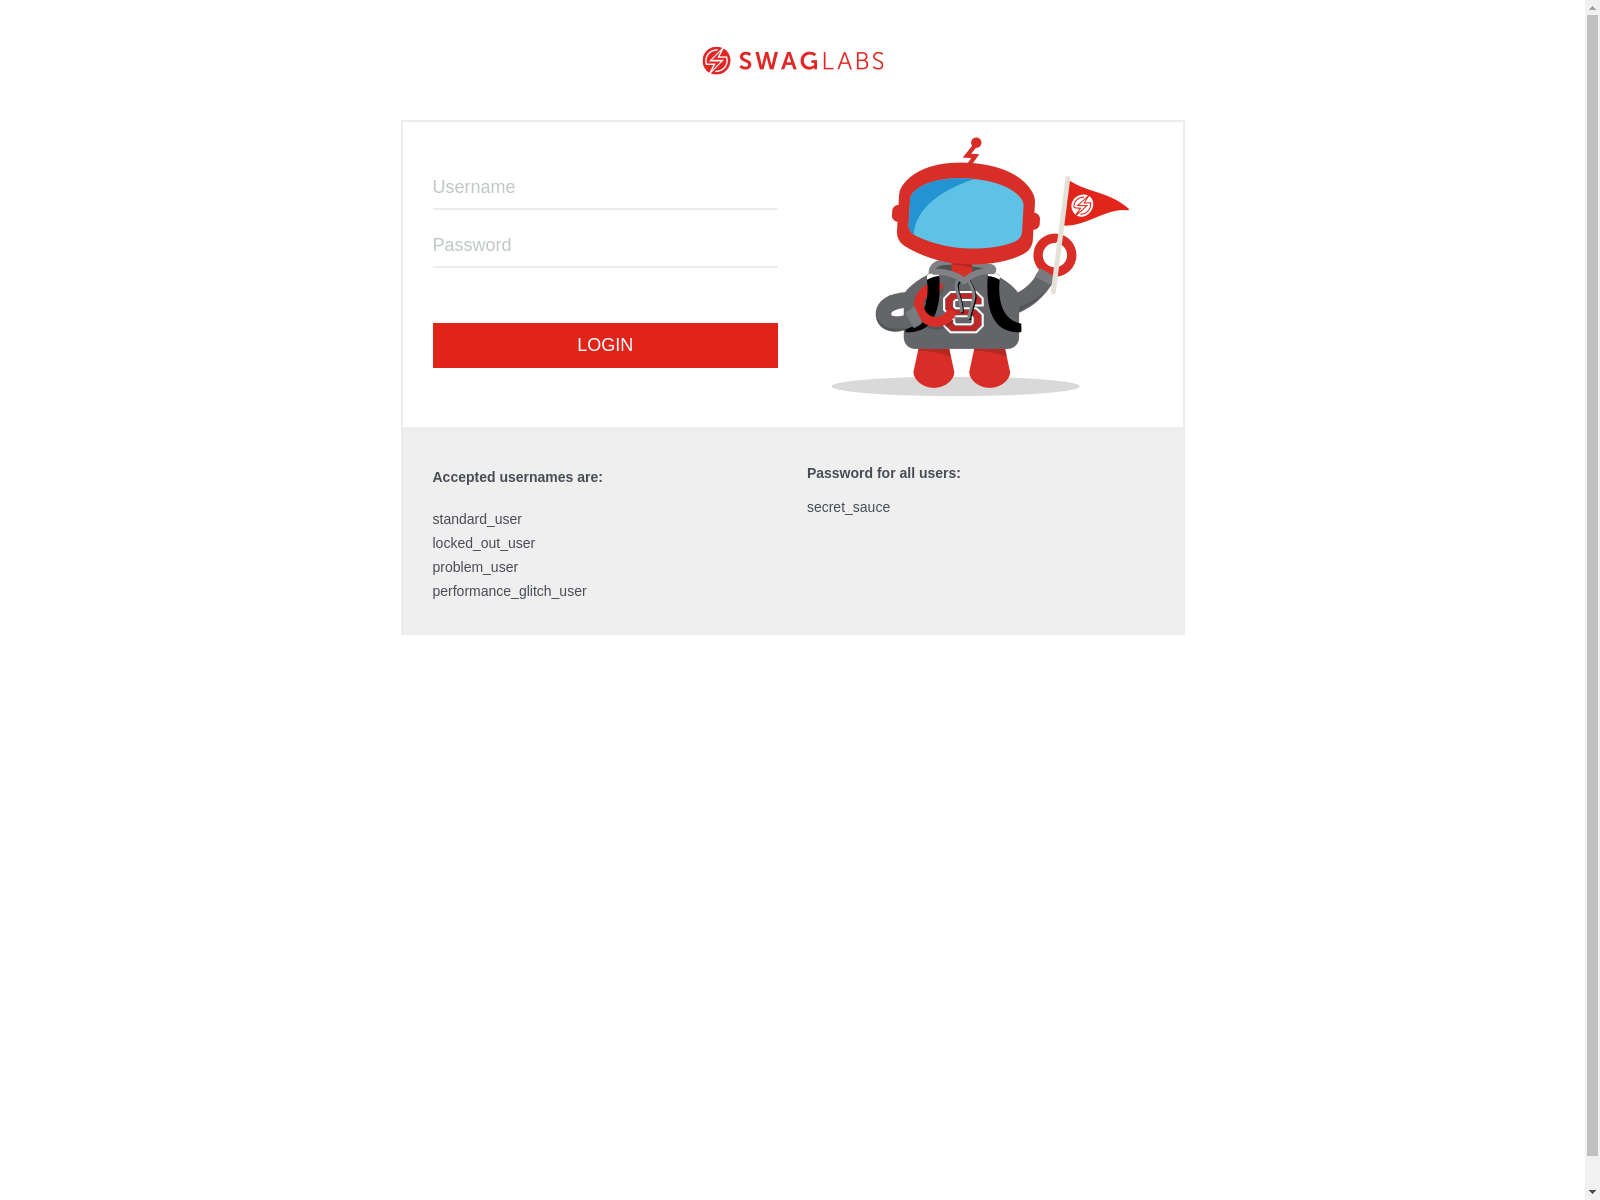 SWAGLABS
Username
Password
LOGIN
Accepted usernames are:
standard_user
locked_out_user
problem_user
performance_glitch_user
Password for all users:
secret_sauce